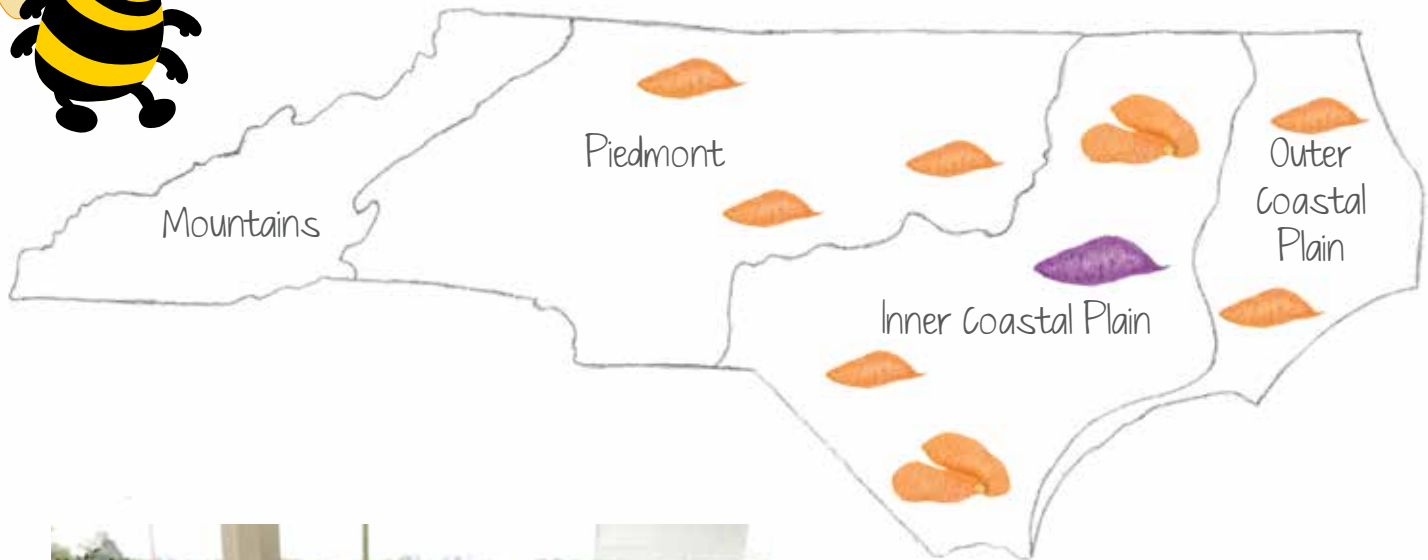 Piedmont
Mountains
Outer
Coastal
Plain
Inner Coastal Plain